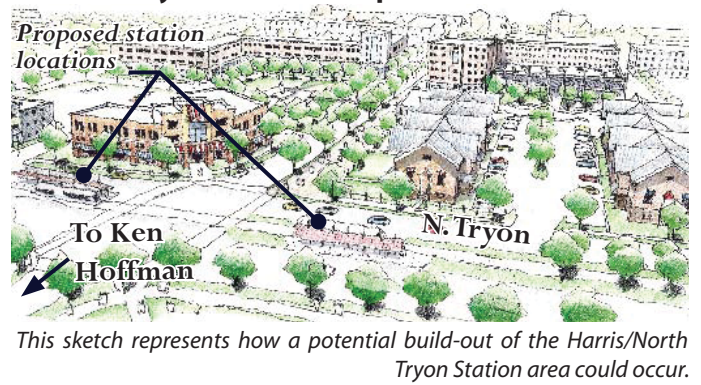 Proposed station
locations
To Ken
Hoffman
N. Tryon
This sketch represents how a potential build-out of the Harris/North
Tryon Station area could occur.